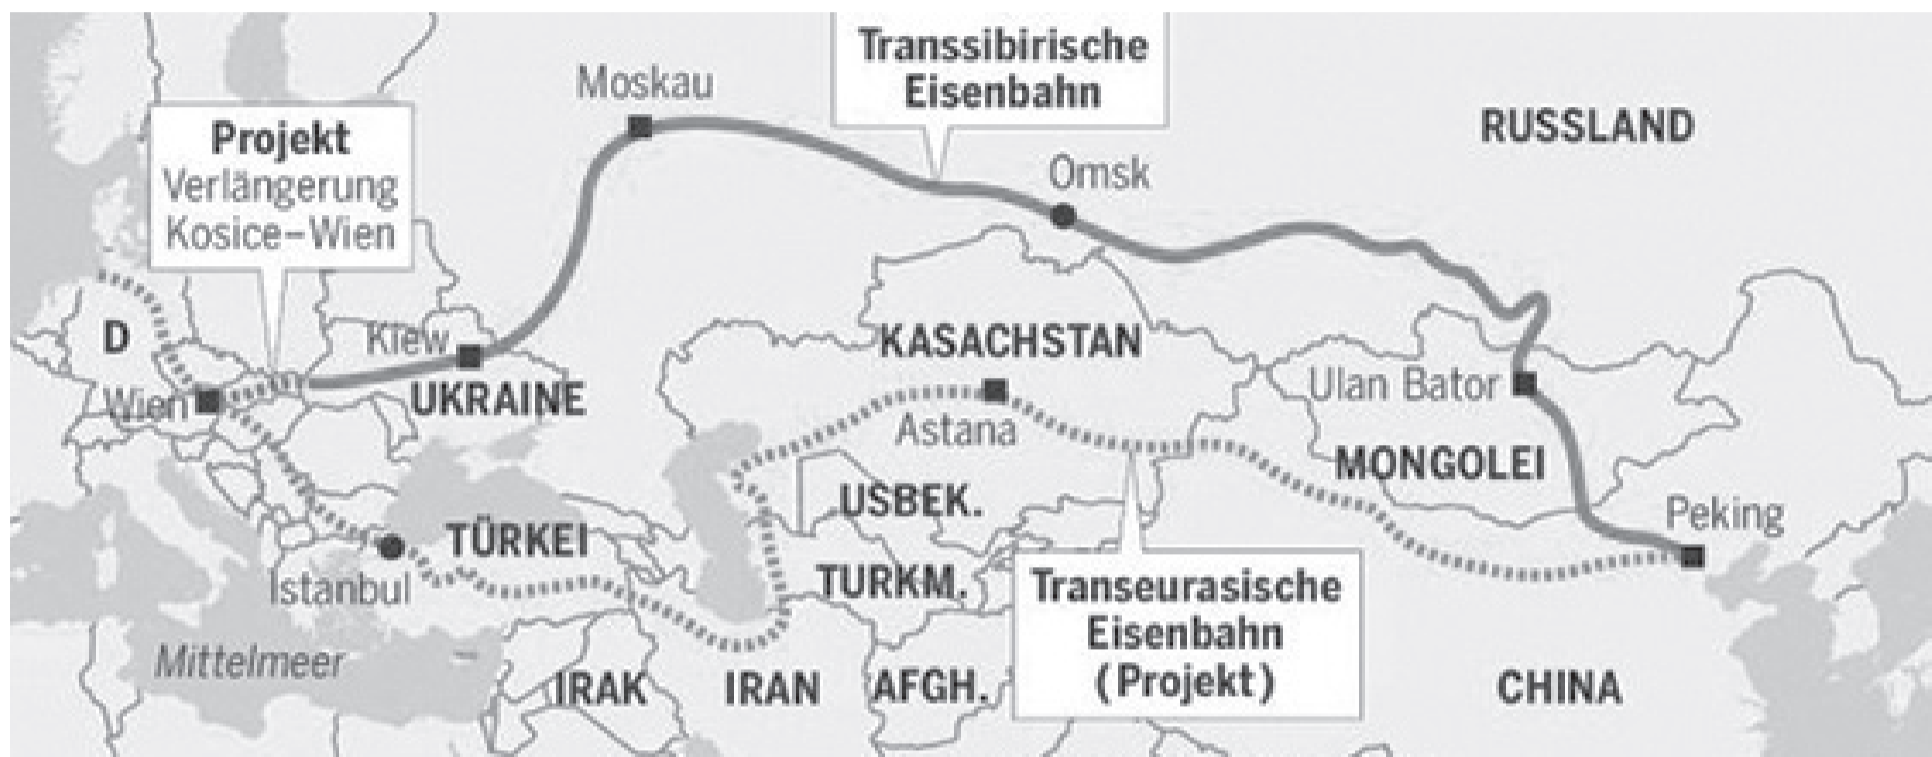 Transsibirische
Eisenbahn
Moskau
RUSSLAND
Projekt
Verlängerung
Kosice–Wien
Omsk
D
Kiew
KASACHSTAN
Wien
UKRAINE
Ulan Bator
Astana
MONGOLEI
USBEK.
Peking
TÜRKEI
Istanbul
TURKM.
Transeurasische
Eisenbahn
(Projekt)
Mittelmeer
IRAK
IRAN
AFGH.
CHINA